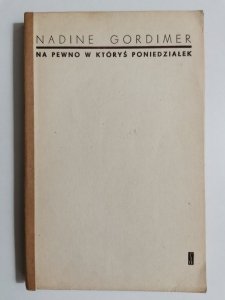 NADINE GORDIMER
NA PEWNO W KTÓRYŚ PONIEDZIAŁEK